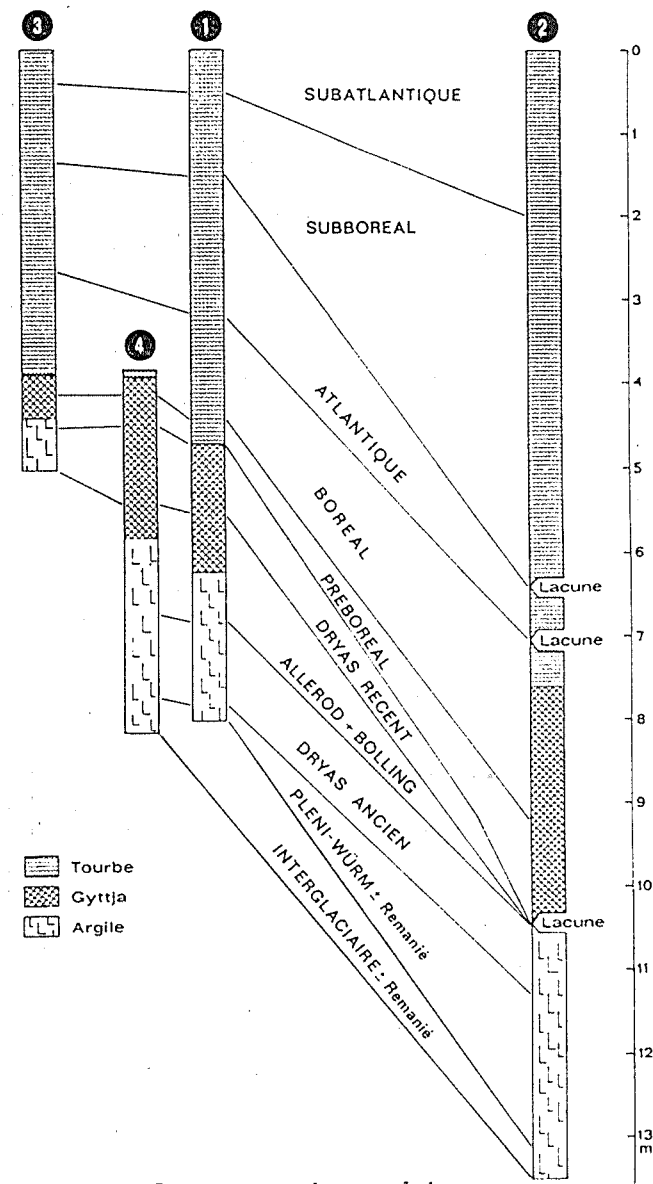 3
1
2
0
SUBATLANTIQUE
1
2
SUBBOREAL
3
4
4
ATLANTIQUE
5
BOREAL
6
Lacune
PREBOREAL
7
Lacune
DRYAS RECENT
ALLEROD + BOLLING
8
DRYAS ANCIEN
9
PLENI-WÜRM ± Remanié
INTERGLACIAIRE ± Remanié
Tourbe
10
Gyttja
Lacune
Argile
11
12
13
m